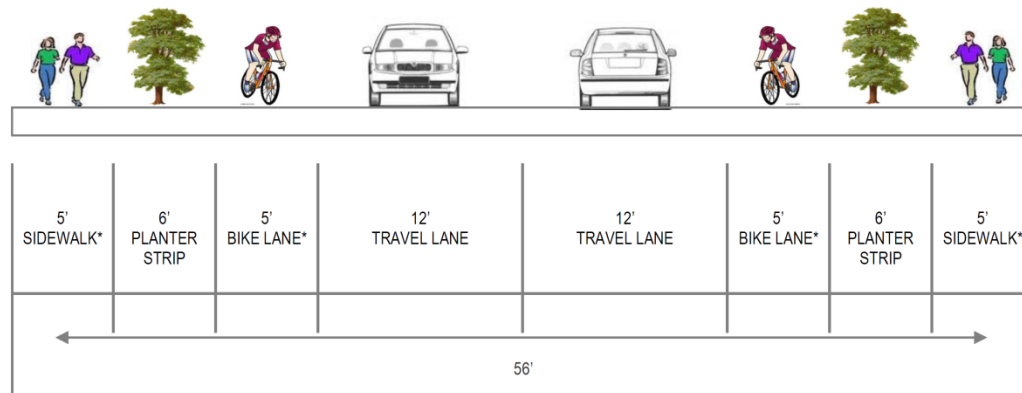 5'
SIDEWALK*
6'
PLANTER
STRIP
5'
BIKE LANE*
12'
TRAVEL LANE
12'
TRAVEL LANE
5'
BIKE LANE*
6'
PLANTER
STRIP
5'
SIDEWALK*
56'